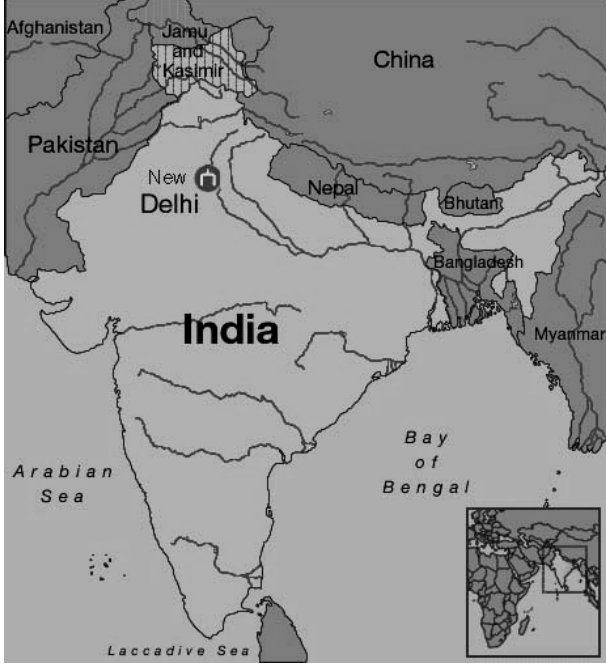 Afghanistan
Jamu
and
Kasimir
China
Pakistan
New
Delhi
Nepal
Bhutan
Bangladesh
India
Myanmar
Bay
of
Bengal
Arabian
Sea
Laccadive Sea